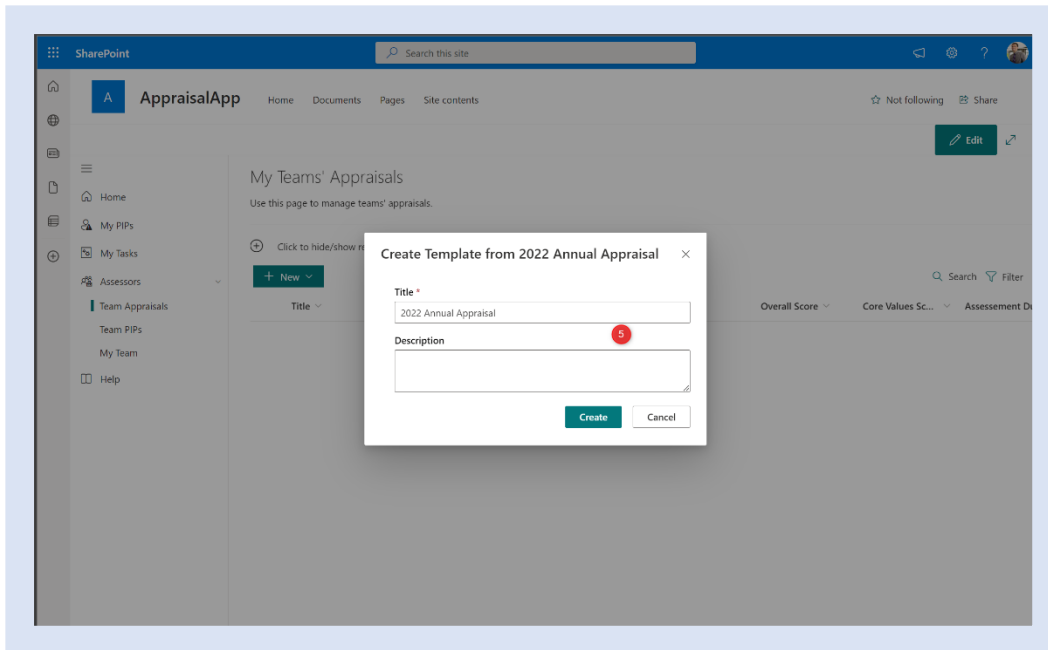 SharePoint
Search this site
?
A
AppraisalApp
Home Documents Pages Site contents
Not following Share
Edit
Home
My PIPs
My Tasks
Assessors
Team Appraisals
Team PIPs
My Team
Help
My Teams' Appraisals
Use this page to manage teams' appraisals.
Click to hide/show
+ New
Search Filter
Title Overall Score Core Values Sc... Assessement
Create Template from 2022 Annual Appraisal
Title *
2022 Annual Appraisal
5
Description
Create Cancel